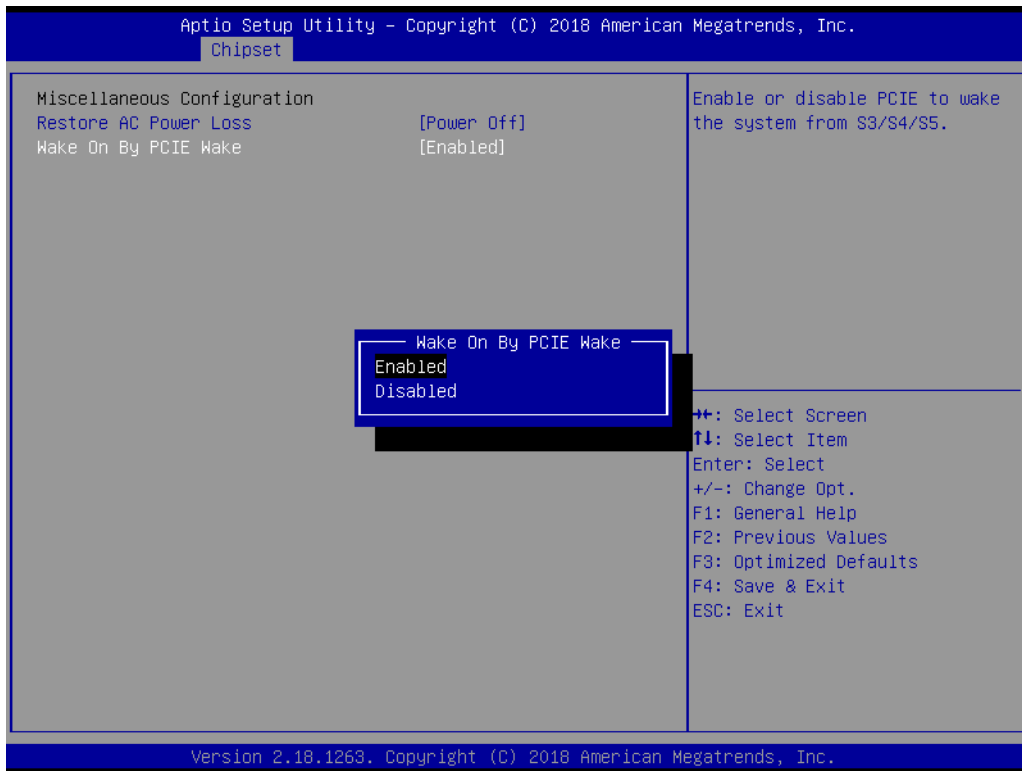 Aptio Setup Utility – Copyright (C) 2018 American Megatrends, Inc.
Chipset
Miscellaneous Configuration
Restore AC Power Loss [Power Off]
Wake On By PCIE Wake [Enabled]
Enable or disable PCIE to wake
the system from S3/S4/S5.
Wake On By PCIE Wake
Enabled
Disabled
→←: Select Screen
↑↓: Select Item
Enter: Select
+/-: Change Opt.
F1: General Help
F2: Previous Values
F3: Optimized Defaults
F4: Save & Exit
ESC: Exit
Version 2.18.1263. Copyright (C) 2018 American Megatrends, Inc.